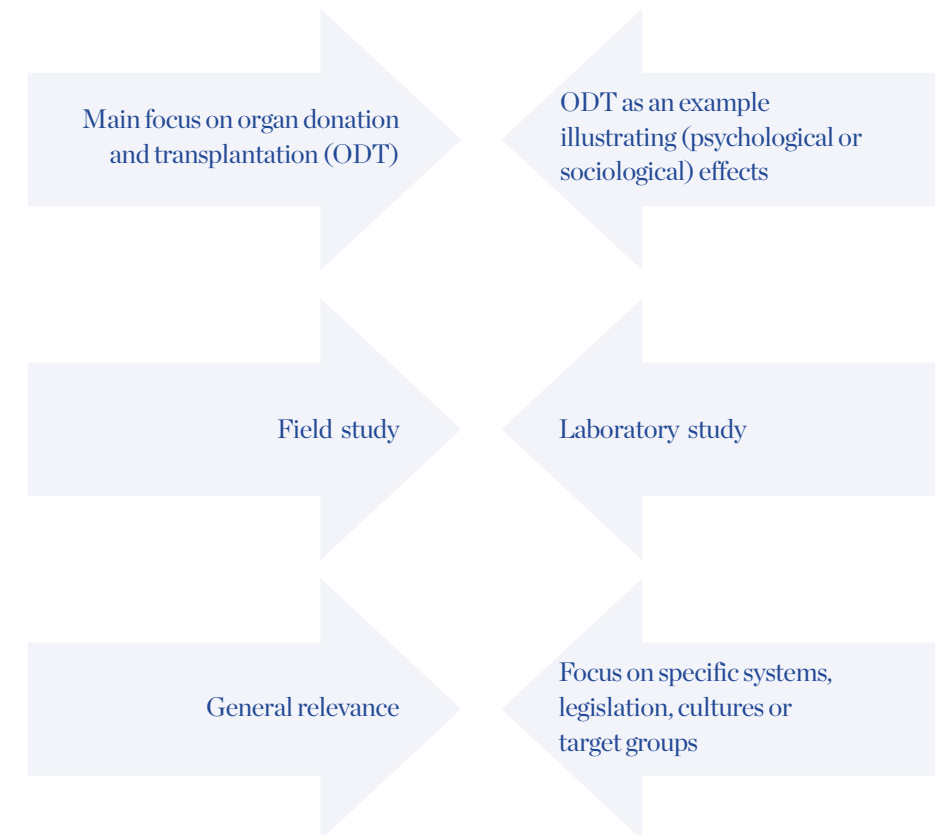 Main focus on organ donation
and transplantation (ODT)
ODT as an example
illustrating (psychological or
sociological) effects
Field study
Laboratory study
General relevance
Focus on specific systems,
legislation, cultures or
target groups